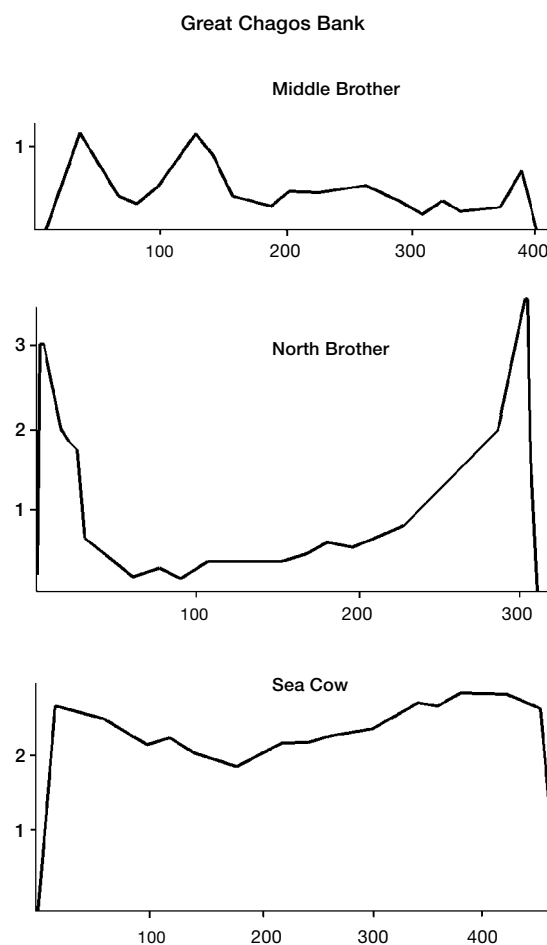 Great Chagos Bank
Middle Brother
1
100 200 300 400
North Brother
3
2
1
100 200 300
Sea Cow
2
1
100 200 300 400